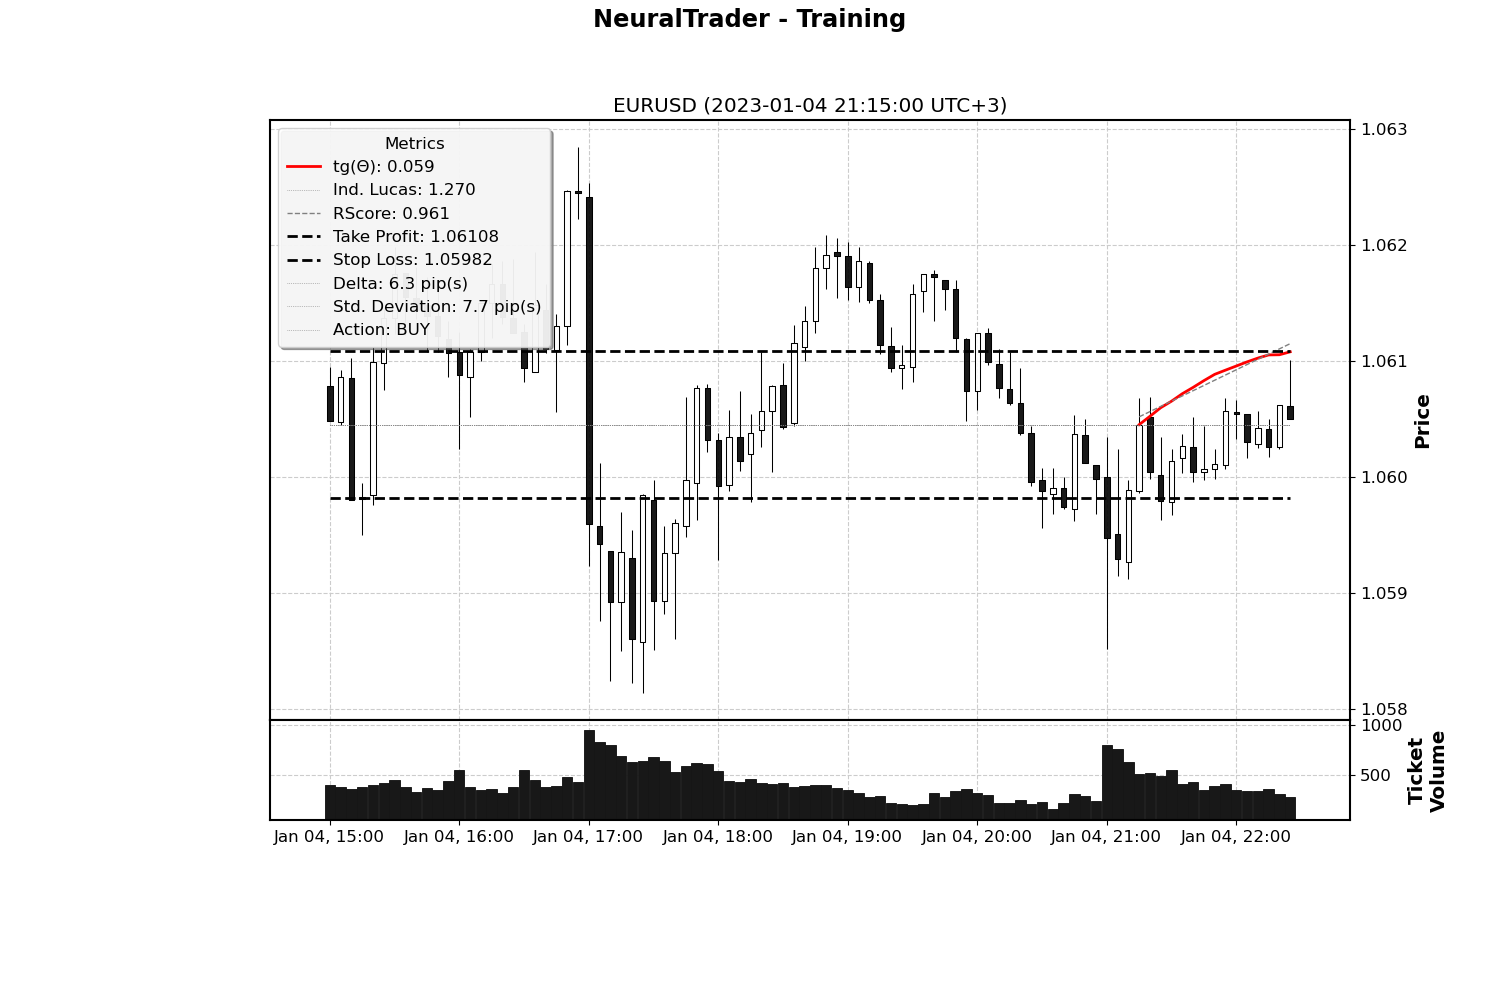 NeuralTrader - Training
EURUSD (2023-01-04 21:15:00 UTC+3)
Metrics
tg(Θ): 0.059
Ind. Lucas: 1.270
RScore: 0.961
Take Profit: 1.06108
Stop Loss: 1.05982
Delta: 6.3 pip(s)
Std. Deviation: 7.7 pip(s)
Action: BUY
1.063
1.062
1.061
1.060
1.059
1.058
Price
1000
500
Ticket
Volume
Jan 04, 15:00
Jan 04, 16:00
Jan 04, 17:00
Jan 04, 18:00
Jan 04, 19:00
Jan 04, 20:00
Jan 04, 21:00
Jan 04, 22:00